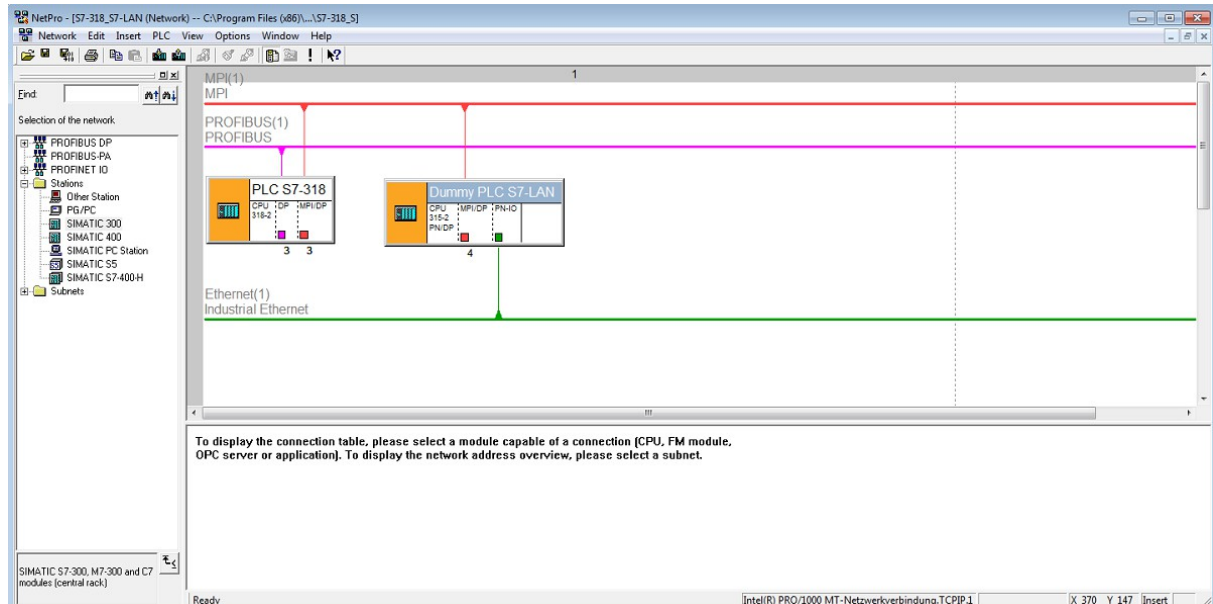 NetPro - [S7-318_S7-LAN (Network) -- C:\Program Files (x86)\...\S7-318_S]
Network Edit Insert PLC View Options Window Help
Find:
Selection of the network
PROFIBUS DP
PROFIBUS-PA
PROFINET IO
Stations
Other Station
PG/PC
SIMATIC 300
SIMATIC 400
SIMATIC PC Station
SIMATIC S5
SIMATIC S7-400-H
Subnets
SIMATIC S7-300, M7-300 and C7
modules (central rack)
1
MPI(1)
MPI
PROFIBUS(1)
PROFIBUS
PLC S7-318
CPU DP MPI/DP
318-2
3 3
Dummy PLC S7-LAN
CPU MPI/DP PN-IO
315-2
PN/DP
4
Ethernet(1)
Industrial Ethernet
To display the connection table, please select a module capable of a connection (CPU, FM module,
OPC server or application). To display the network address overview, please select a subnet.
Ready Intel(R) PRO/1000 MT-Netzwerkverbindung.TCPIP.1 X 370 Y 147 Insert